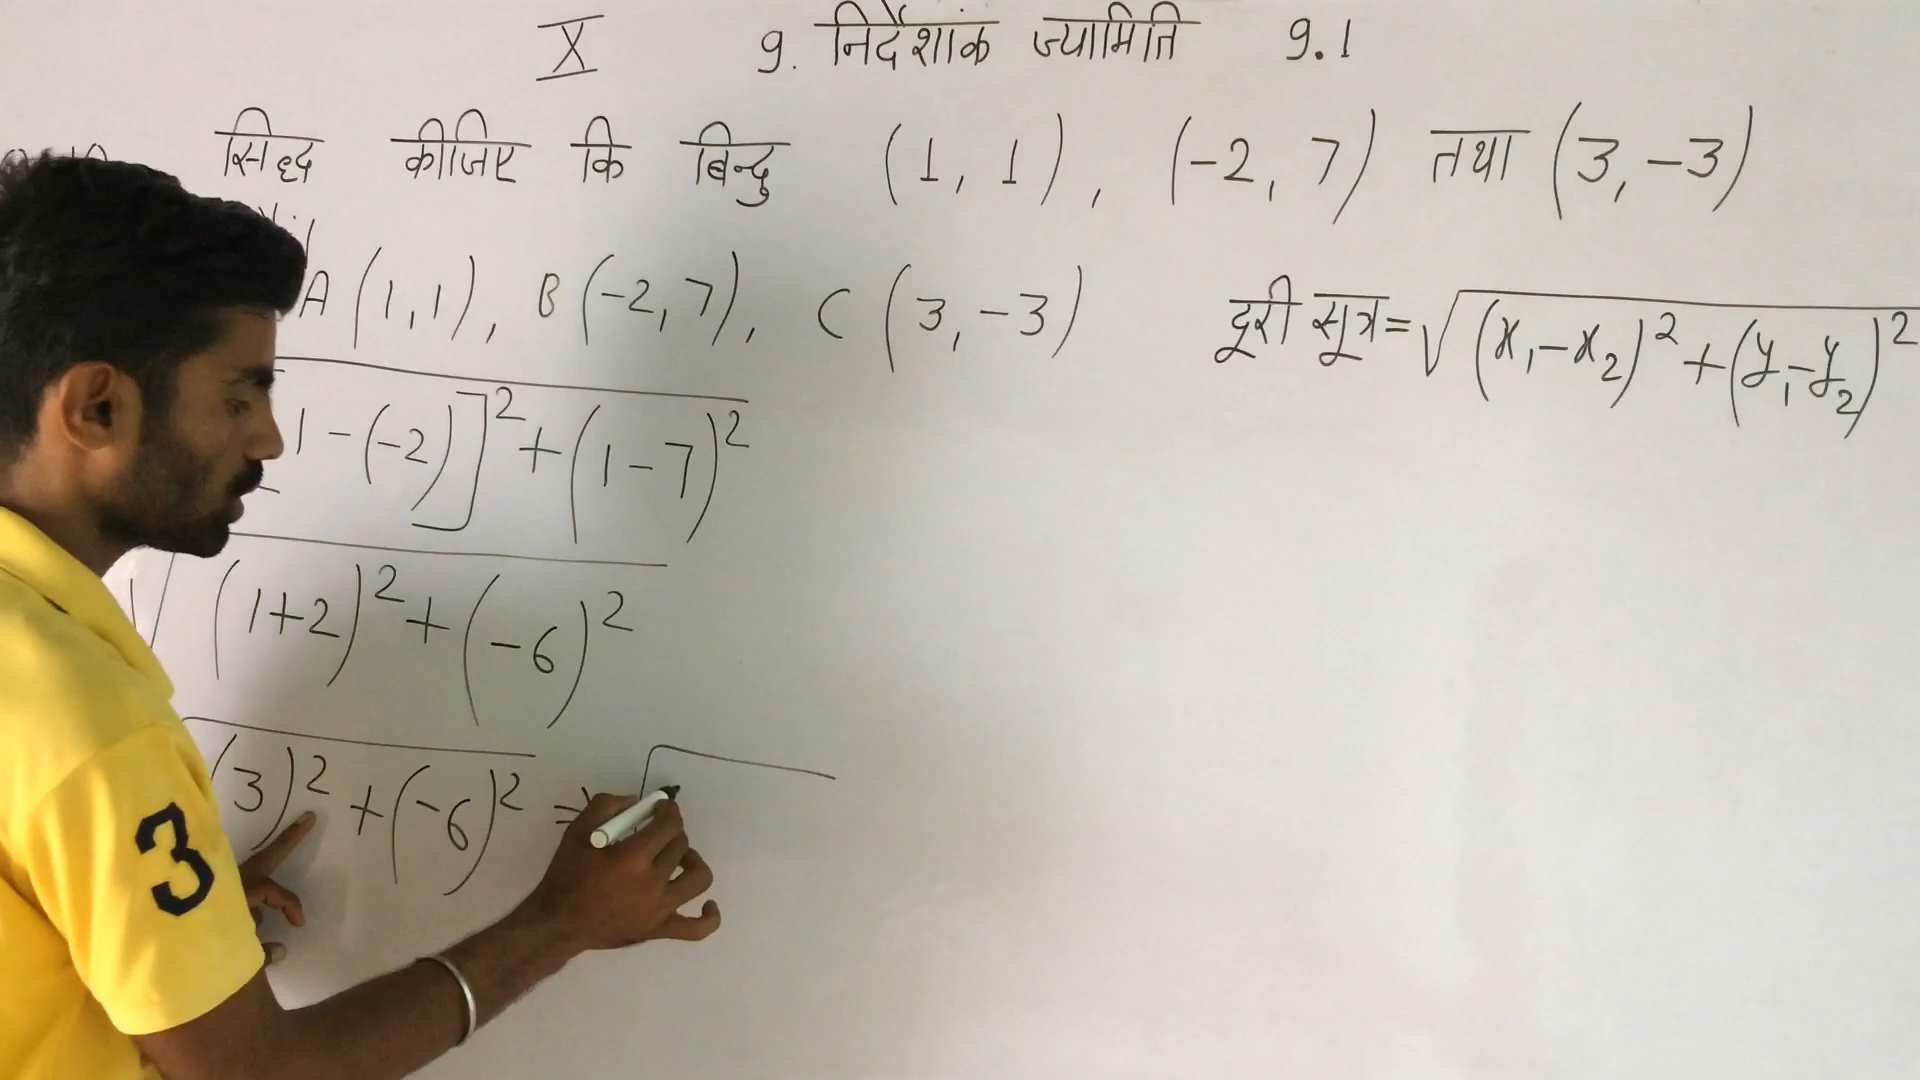 X 9. निर्देशांक ज्यामिति 9.1
सिद्ध कीजिए कि बिन्दु (1, 1), (-2, 7) तथा (3, -3)
A (1,1), B (-2,7), C (3, -3) दूरी सूत्र = √(x₁-x₂)² + (y₁-y₂)²
1-(-2)]² + (1-7)²
√(1+2)² + (-6)²
(3)² + (-6)² ⇒ √
3